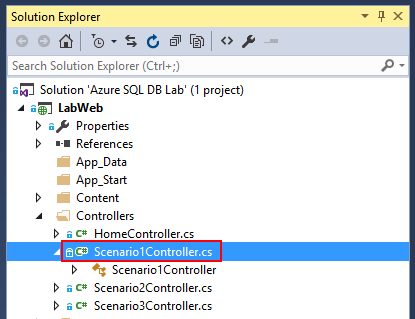 Solution Explorer
Search Solution Explorer (Ctrl+;)
Solution 'Azure SQL DB Lab' (1 project)
LabWeb
Properties
References
App_Data
App_Start
Content
Controllers
C# HomeController.cs
C# Scenario1Controller.cs
Scenario1Controller
C# Scenario2Controller.cs
C# Scenario3Controller.cs